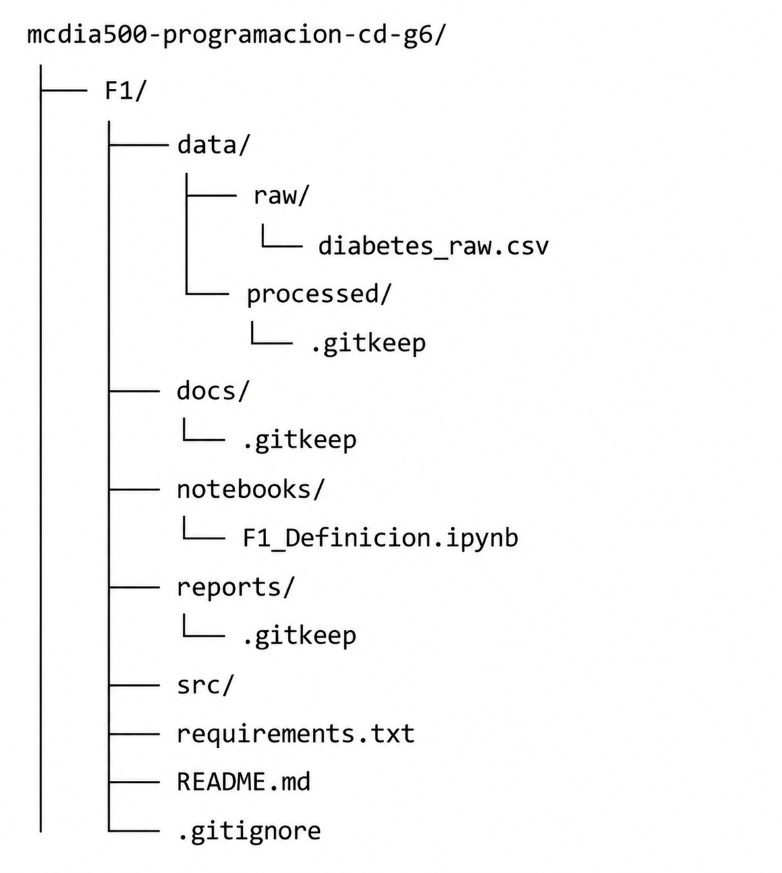 mcdia500-programacion-cd-g6/
F1/
data/
raw/
diabetes_raw.csv
processed/
.gitkeep
docs/
.gitkeep
notebooks/
F1_Definicion.ipynb
reports/
.gitkeep
src/
requirements.txt
README.md
.gitignore